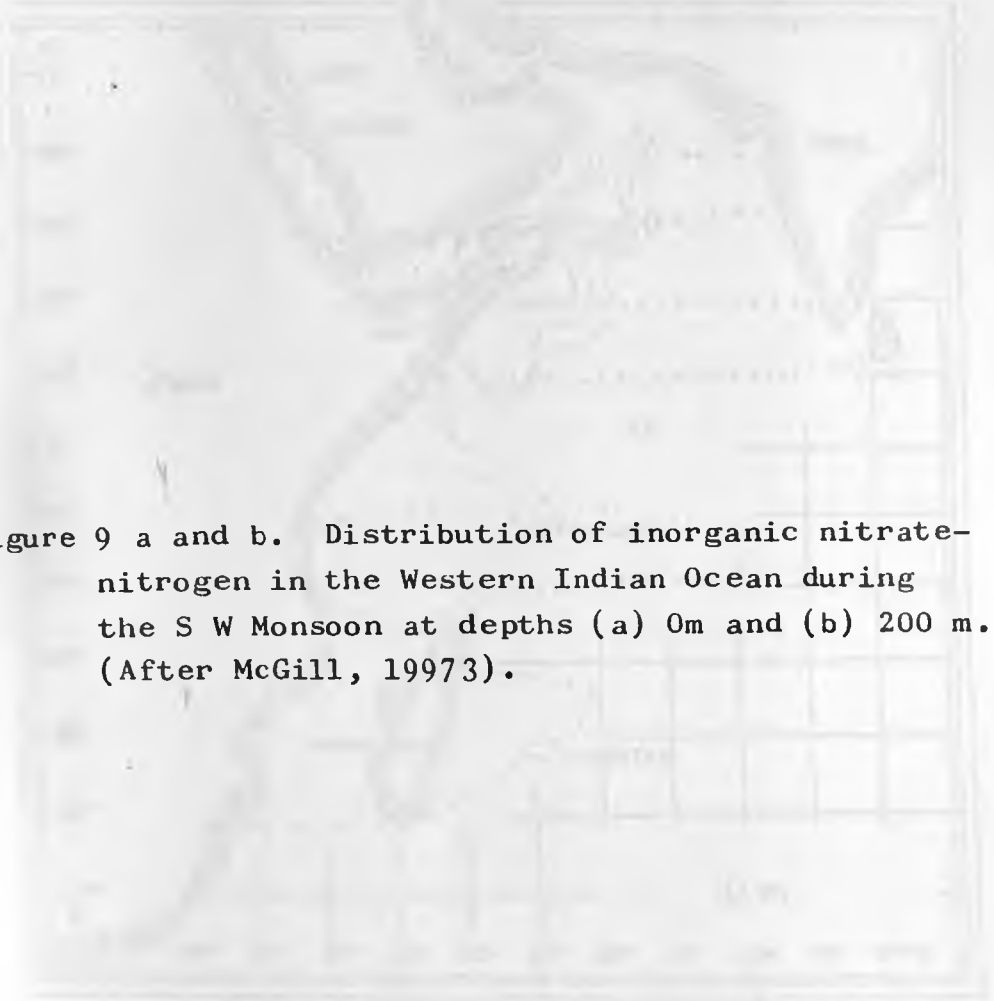 gure 9 a and b. Distribution of inorganic nitrate-
nitrogen in the Western Indian Ocean during
the S W Monsoon at depths (a) 0m and (b) 200 m.
(After McGill, 19973).